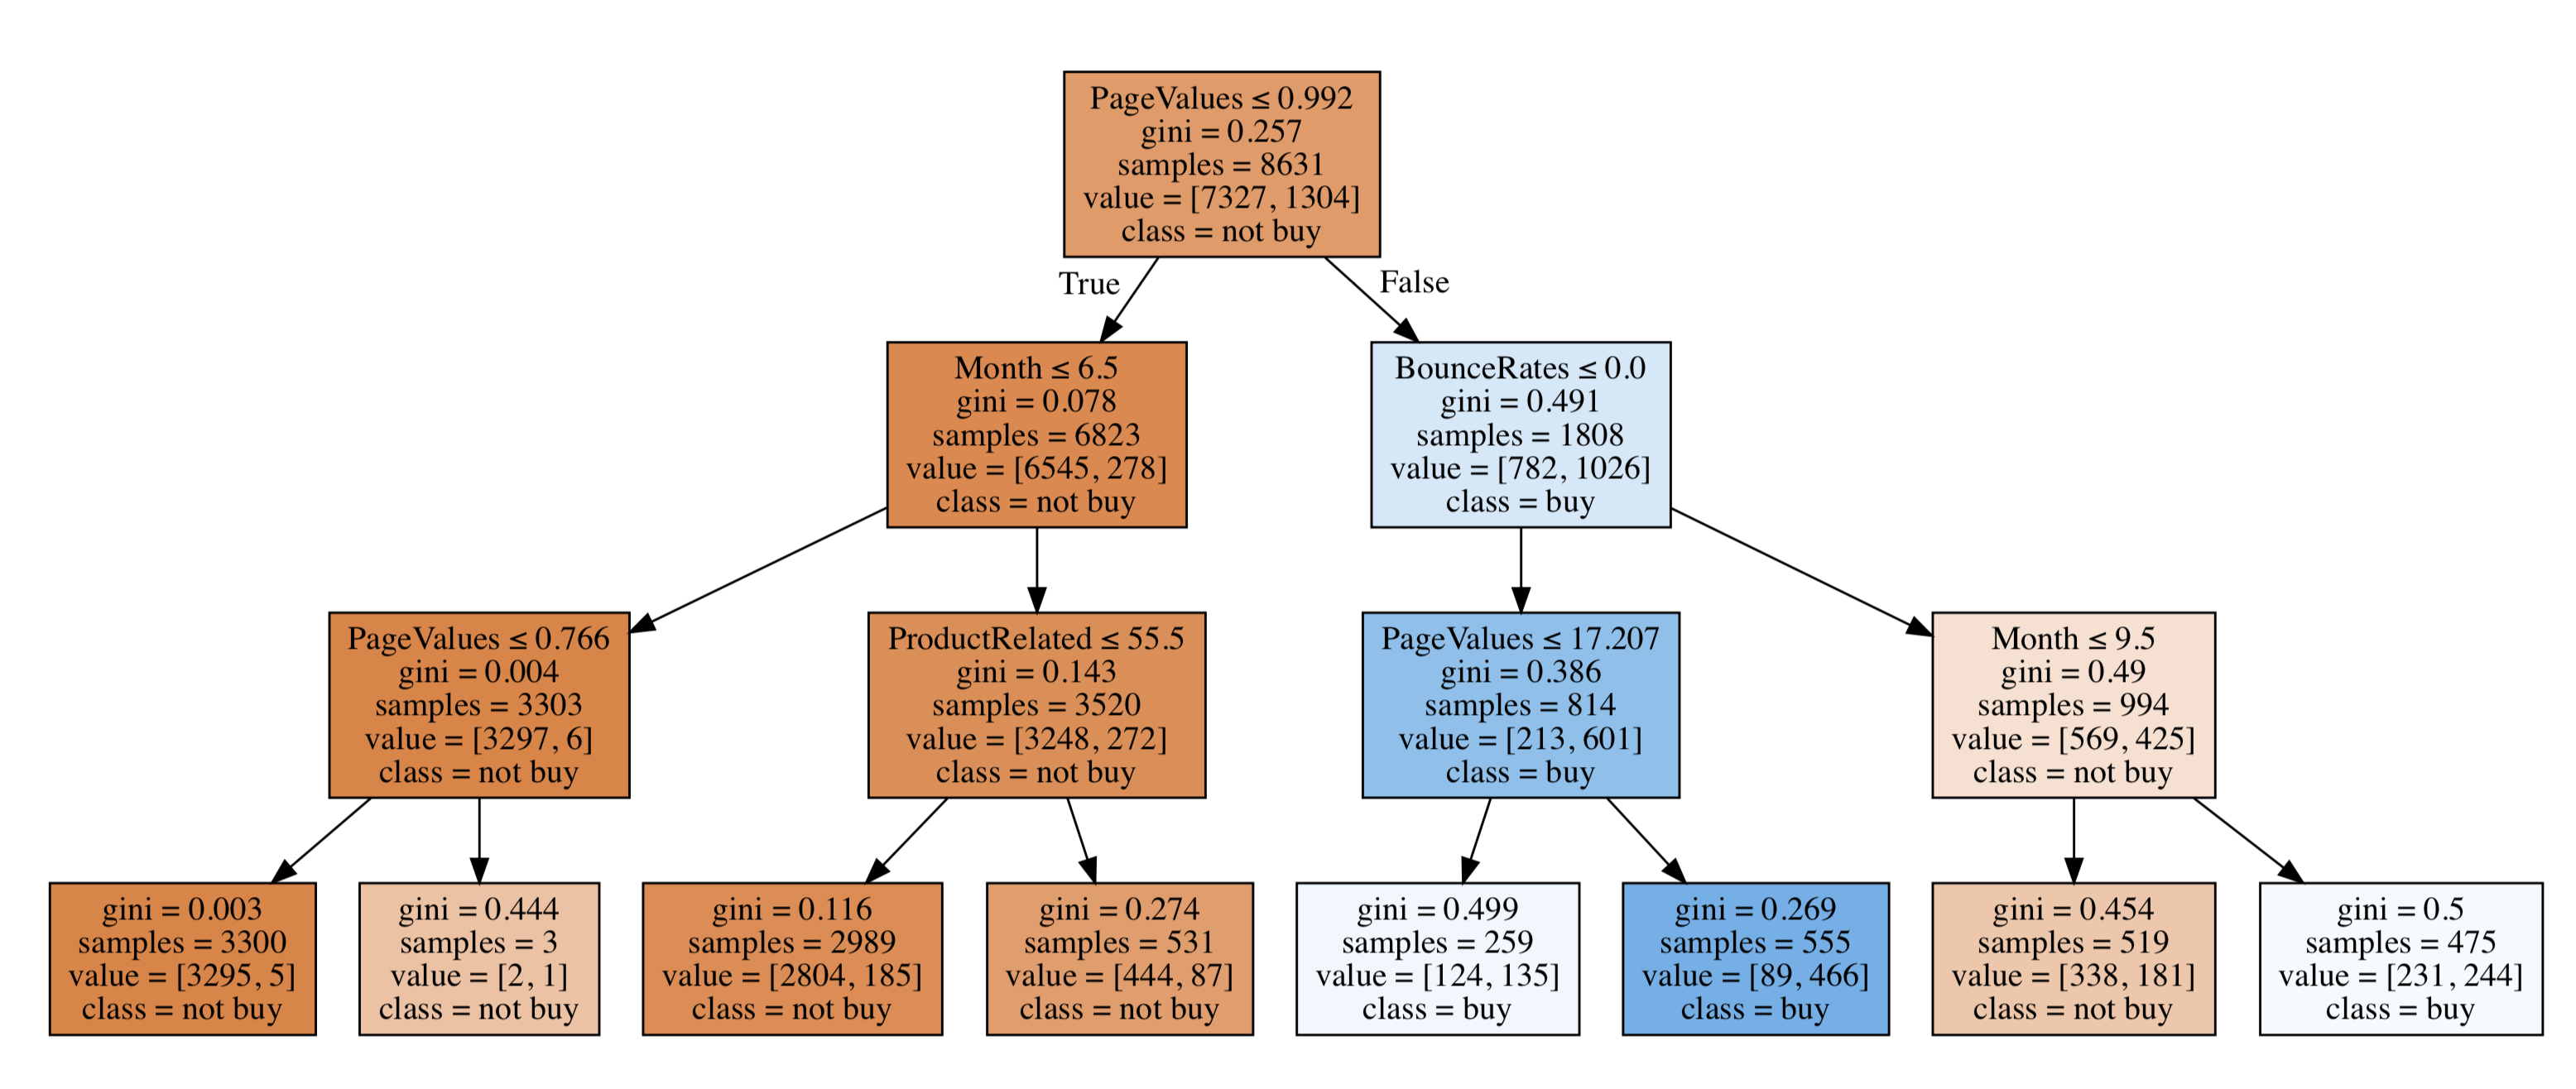 PageValues ≤ 0.992
gini = 0.257
samples = 8631
value = [7327, 1304]
class = not buy
True
False
Month ≤ 6.5
gini = 0.078
samples = 6823
value = [6545, 278]
class = not buy
BounceRates ≤ 0.0
gini = 0.491
samples = 1808
value = [782, 1026]
class = buy
PageValues ≤ 0.766
gini = 0.004
samples = 3303
value = [3297, 6]
class = not buy
ProductRelated ≤ 55.5
gini = 0.143
samples = 3520
value = [3248, 272]
class = not buy
PageValues ≤ 17.207
gini = 0.386
samples = 814
value = [213, 601]
class = buy
Month ≤ 9.5
gini = 0.49
samples = 994
value = [569, 425]
class = not buy
gini = 0.003
samples = 3300
value = [3295, 5]
class = not buy
gini = 0.444
samples = 3
value = [2, 1]
class = not buy
gini = 0.116
samples = 2989
value = [2804, 185]
class = not buy
gini = 0.274
samples = 531
value = [444, 87]
class = not buy
gini = 0.499
samples = 259
value = [124, 135]
class = buy
gini = 0.269
samples = 555
value = [89, 466]
class = buy
gini = 0.454
samples = 519
value = [338, 181]
class = not buy
gini = 0.5
samples = 475
value = [231, 244]
class = buy